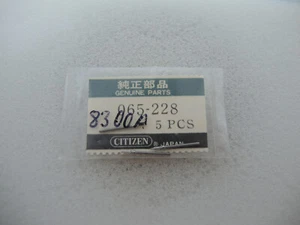 純正部品
GENUINE PARTS
065-228
8300A
5 PCS
CITIZEN ® JAPAN